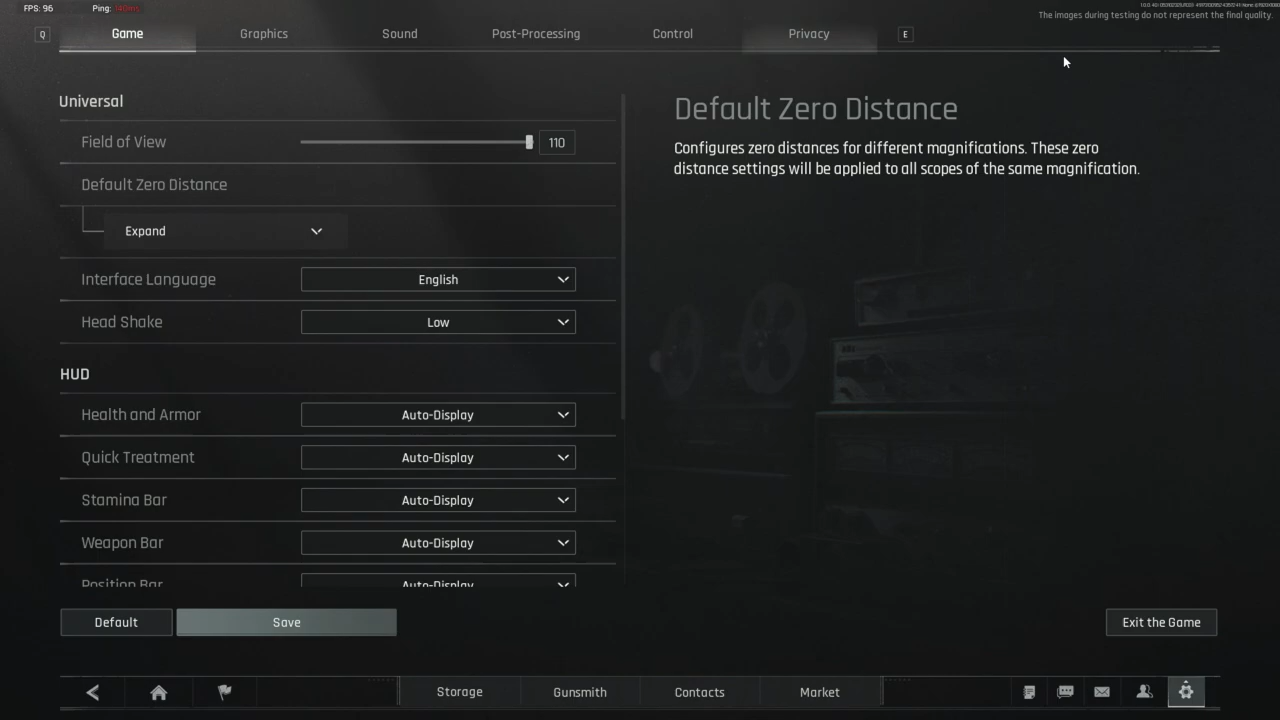 FPS: 96 Ping:
The images during testing do not represent the final quality.
Q Game Graphics Sound Post-Processing Control Privacy E
Universal
Field of View 110
Default Zero Distance
Expand
Interface Language English
Head Shake Low
HUD
Health and Armor Auto-Display
Quick Treatment Auto-Display
Stamina Bar Auto-Display
Weapon Bar Auto-Display
Position Bar Auto-Display
Default Zero Distance
Configures zero distances for different magnifications. These zero
distance settings will be applied to all scopes of the same magnification.
Default Save Exit the Game
Storage Gunsmith Contacts Market